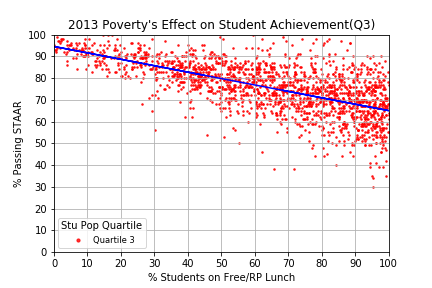 2013 Poverty's Effect on Student Achievement(Q3)
100
90
80
70
60
50
40
30
20
10
0
% Passing STAAR
Stu Pop Quartile
Quartile 3
0 10 20 30 40 50 60 70 80 90 100
% Students on Free/RP Lunch